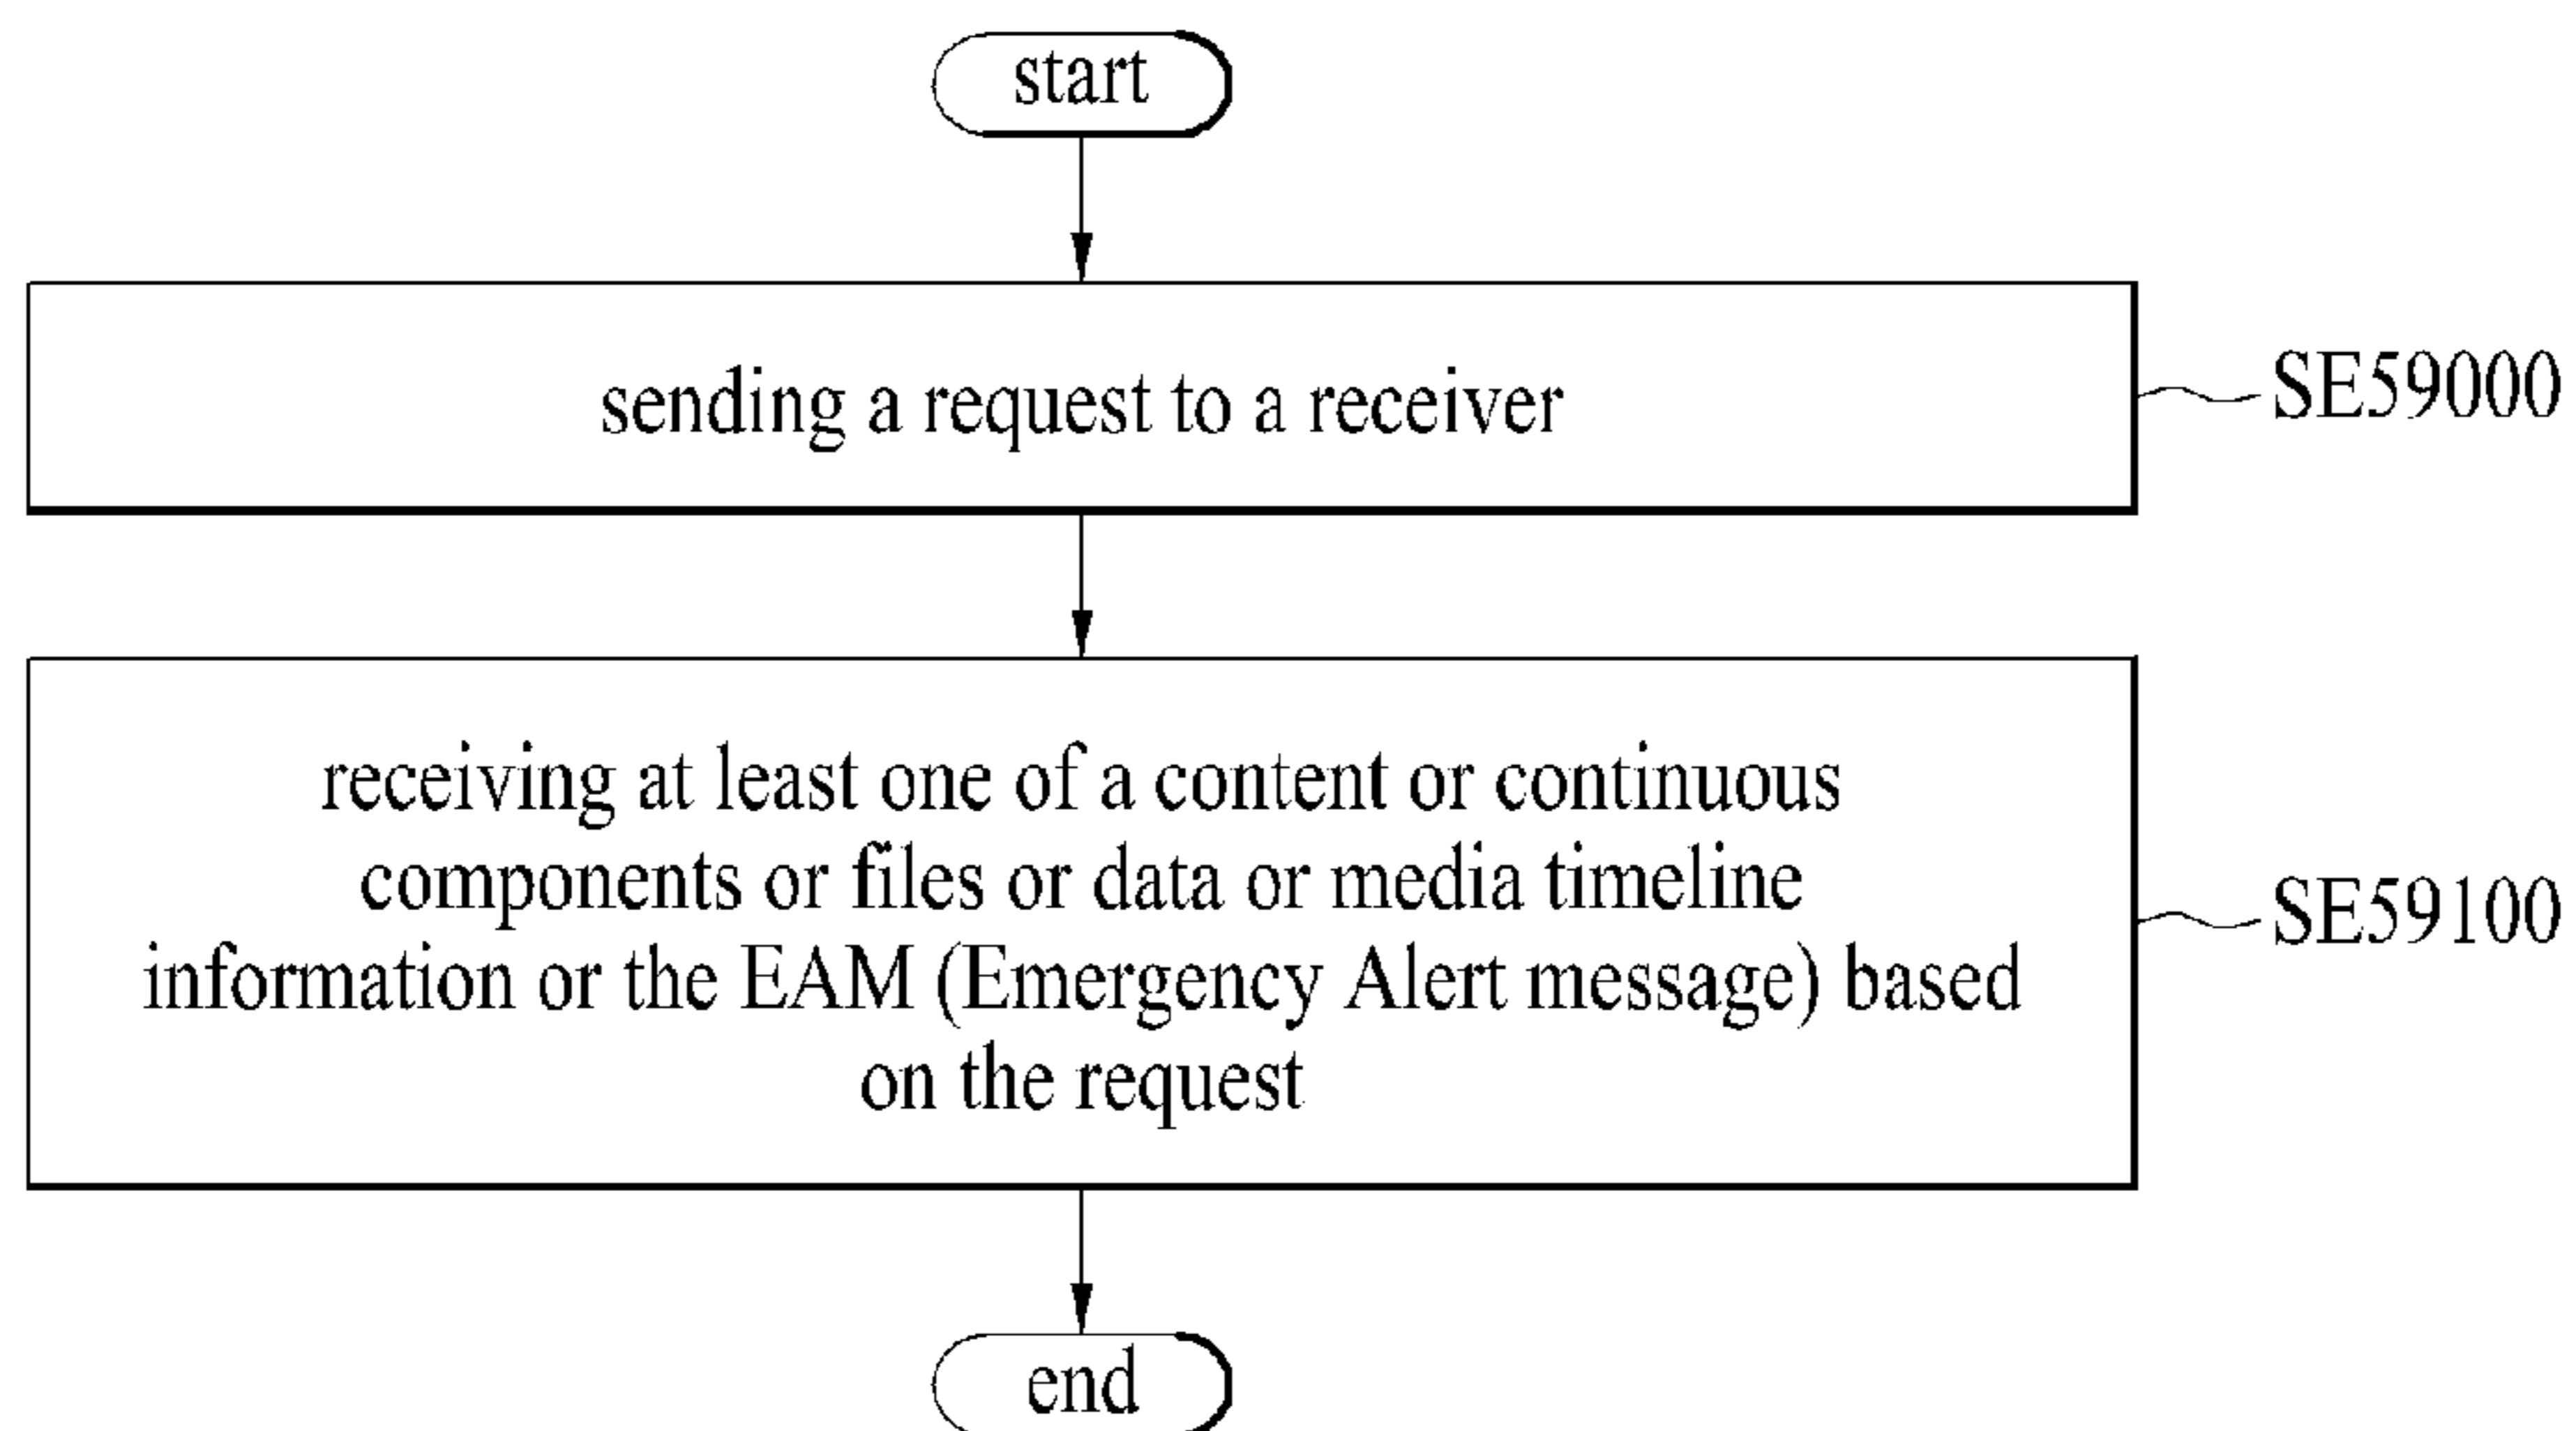 start
sending a request to a receiver
SE59000
receiving at least one of a content or continuous
components or files or data or media timeline
information or the EAM (Emergency Alert message) based
on the request
SE59100
end